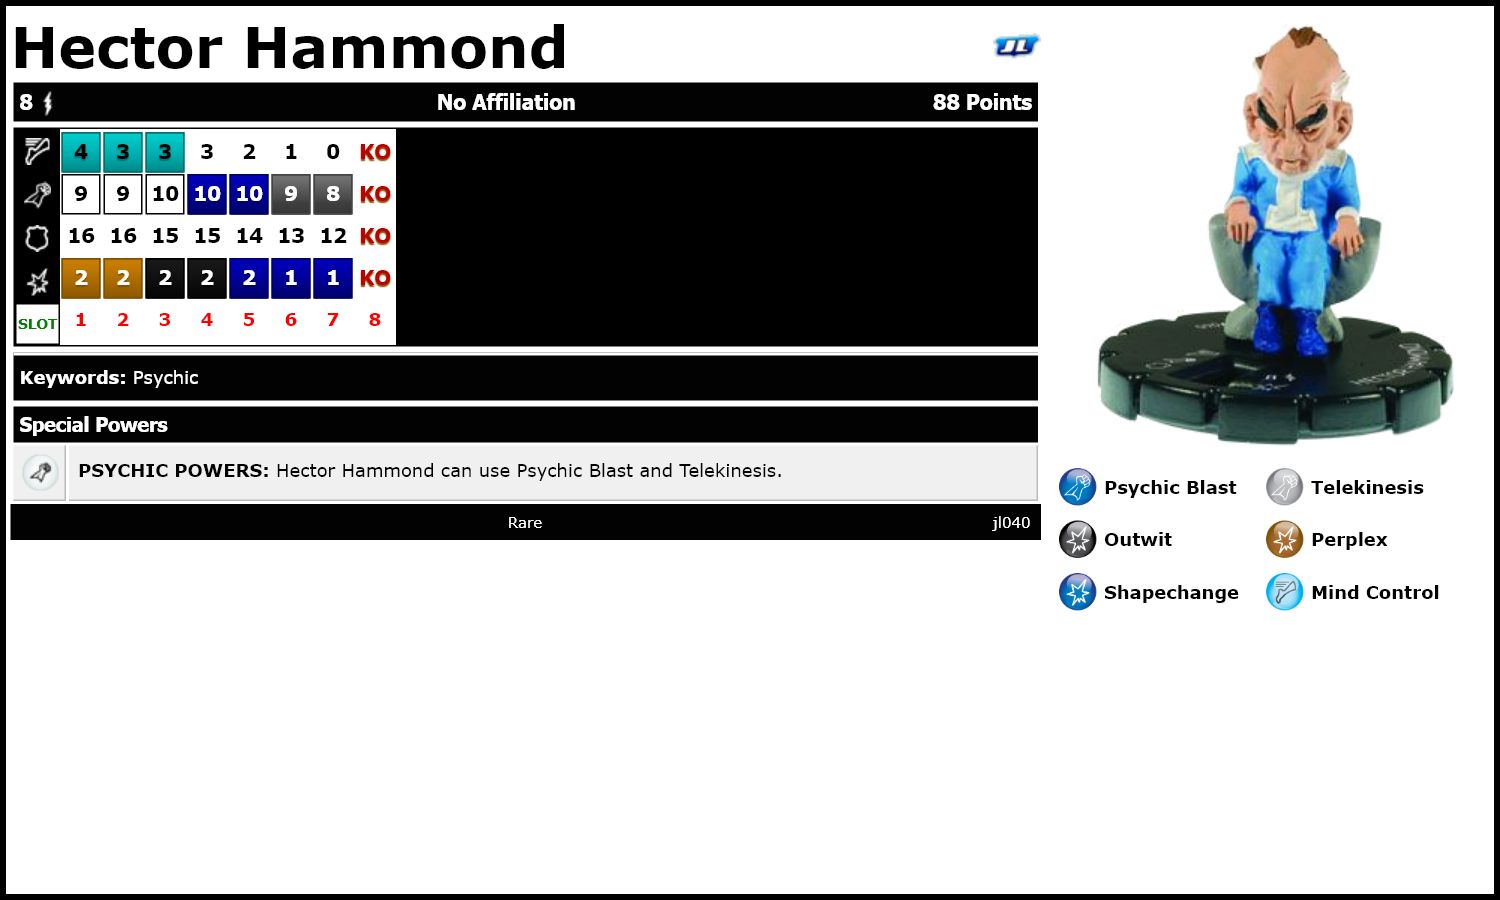 Hector Hammond
JL
8 No Affiliation 88 Points
4 3 3 3 2 1 0 KO
9 9 10 10 10 9 8 KO
16 16 15 15 14 13 12 KO
2 2 2 2 2 1 1 KO
SLOT 1 2 3 4 5 6 7 8
Keywords: Psychic
Special Powers
PSYCHIC POWERS: Hector Hammond can use Psychic Blast and Telekinesis.
Rare jl040
HECTOR HAMMOND
Psychic Blast Telekinesis
Outwit Perplex
Shapechange Mind Control